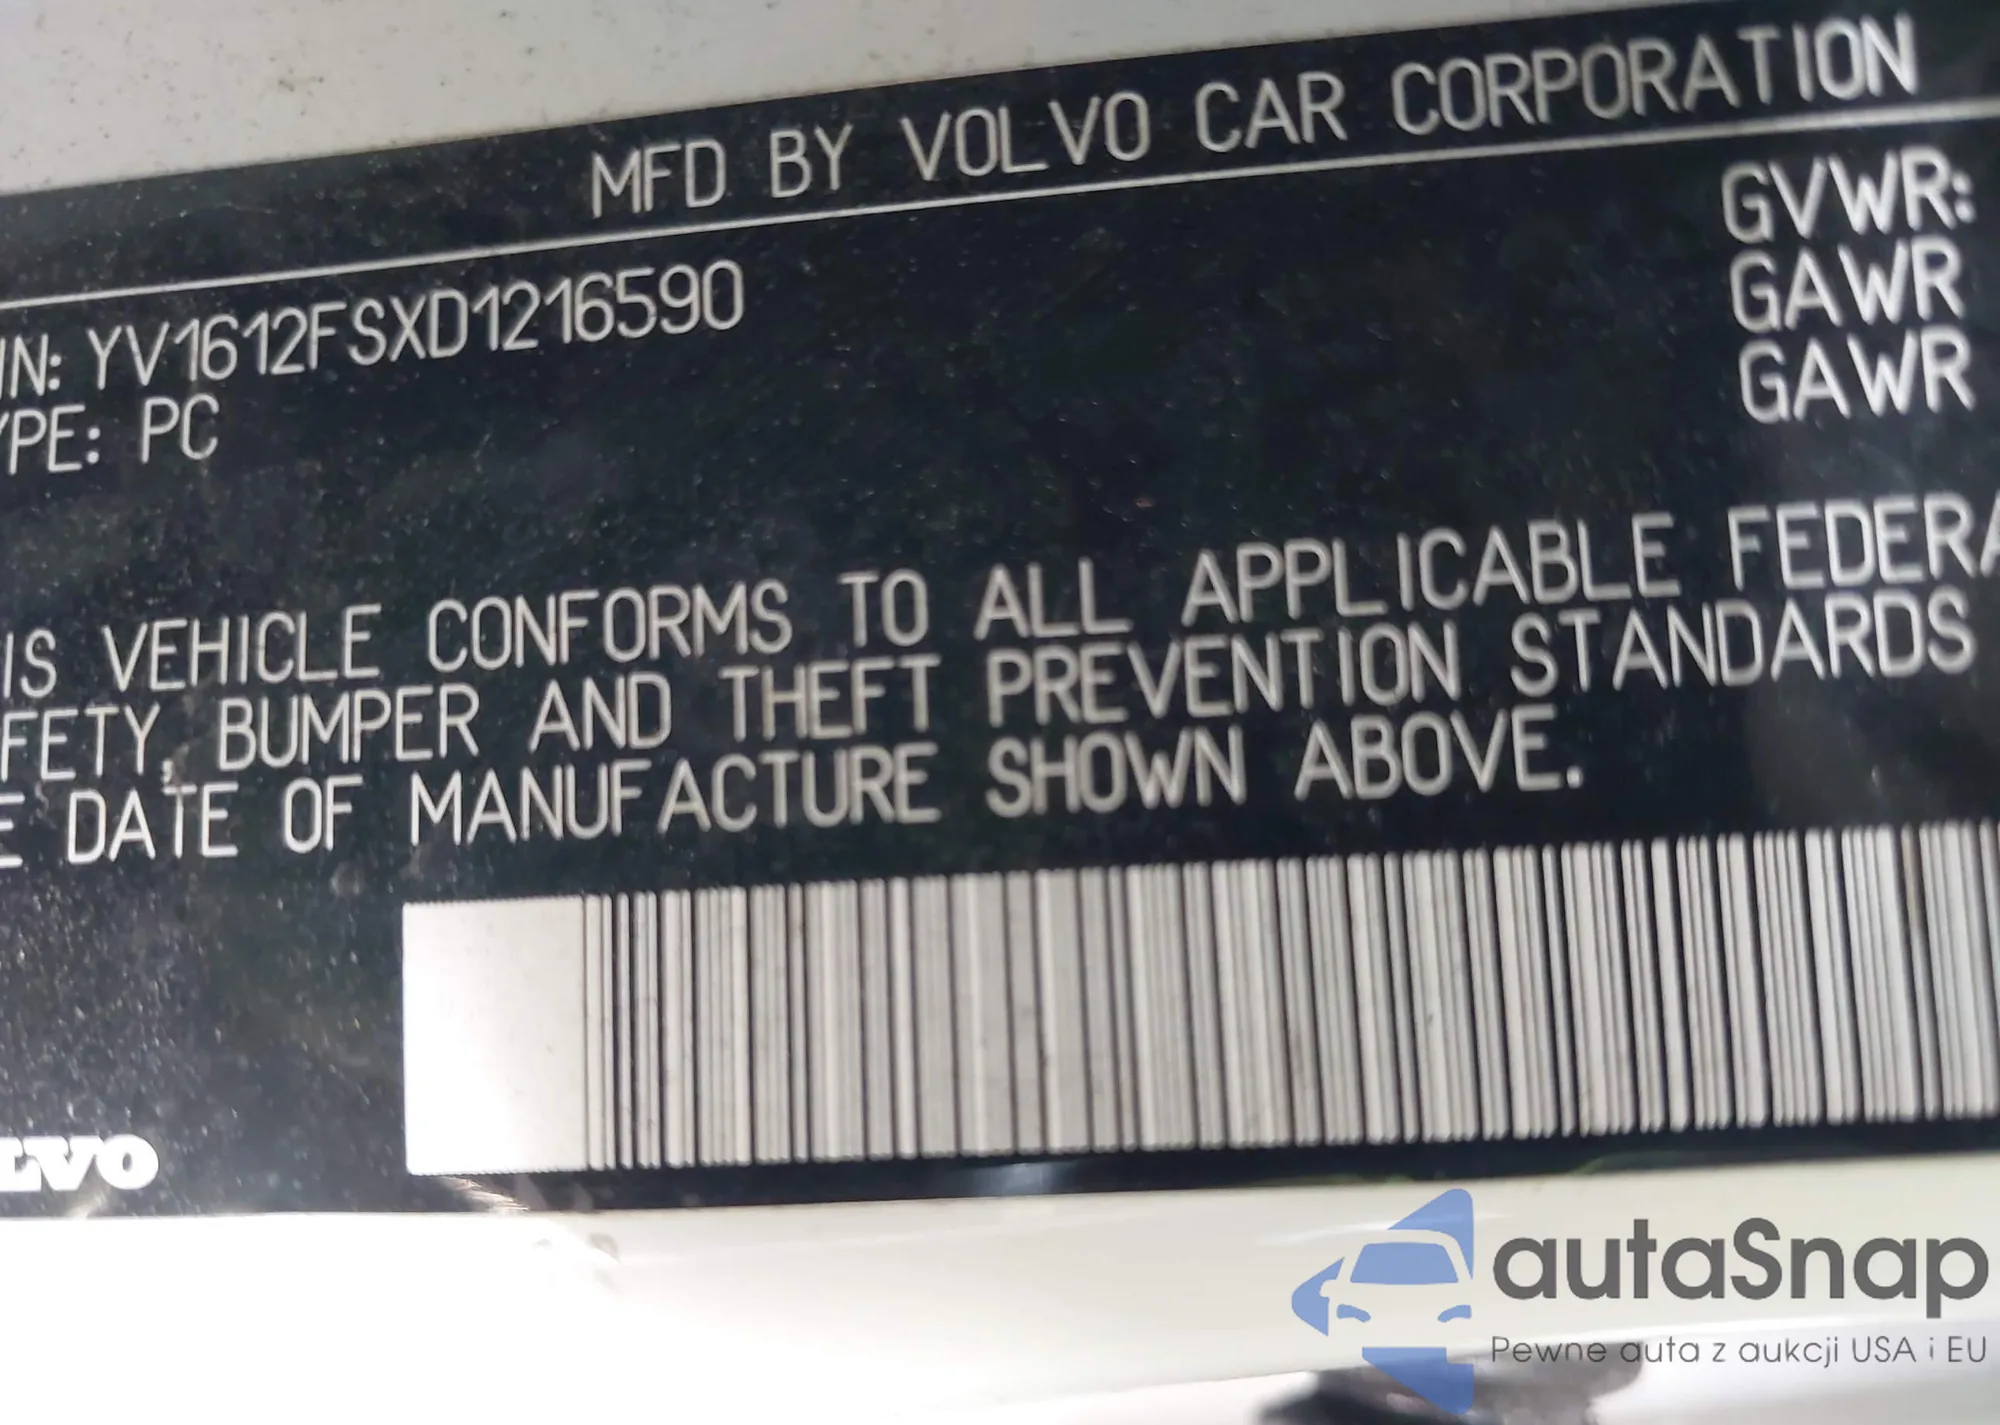 MFD BY VOLVO CAR CORPORATION
IN: YV1612FSXD1216590
GVWR:
YPE: PC
GAWR
GAWR
IS VEHICLE CONFORMS TO ALL APPLICABLE FEDERA
FETY, BUMPER AND THEFT PREVENTION STANDARDS
E DATE OF MANUFACTURE SHOWN ABOVE.
LVO
autaSnap
Pewne auta z aukcji USA i EU